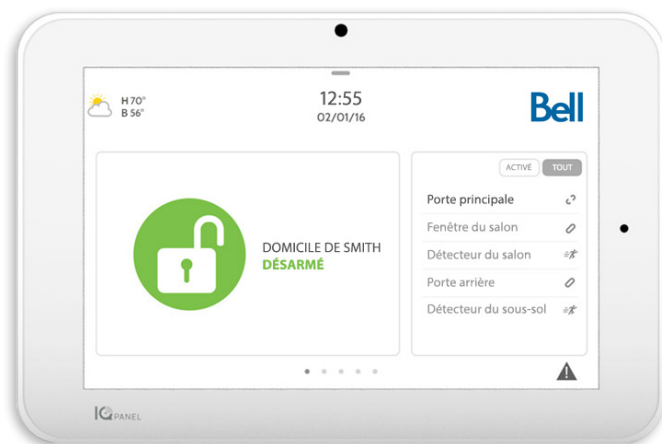 H 70°
B 56°
12:55
02/01/16
Bell
ACTIVÉ TOUT
DOMICILE DE SMITH
DÉSARMÉ
Porte principale
Fenêtre du salon
Détecteur du salon
Porte arrière
Détecteur du sous-sol
IQ PANEL